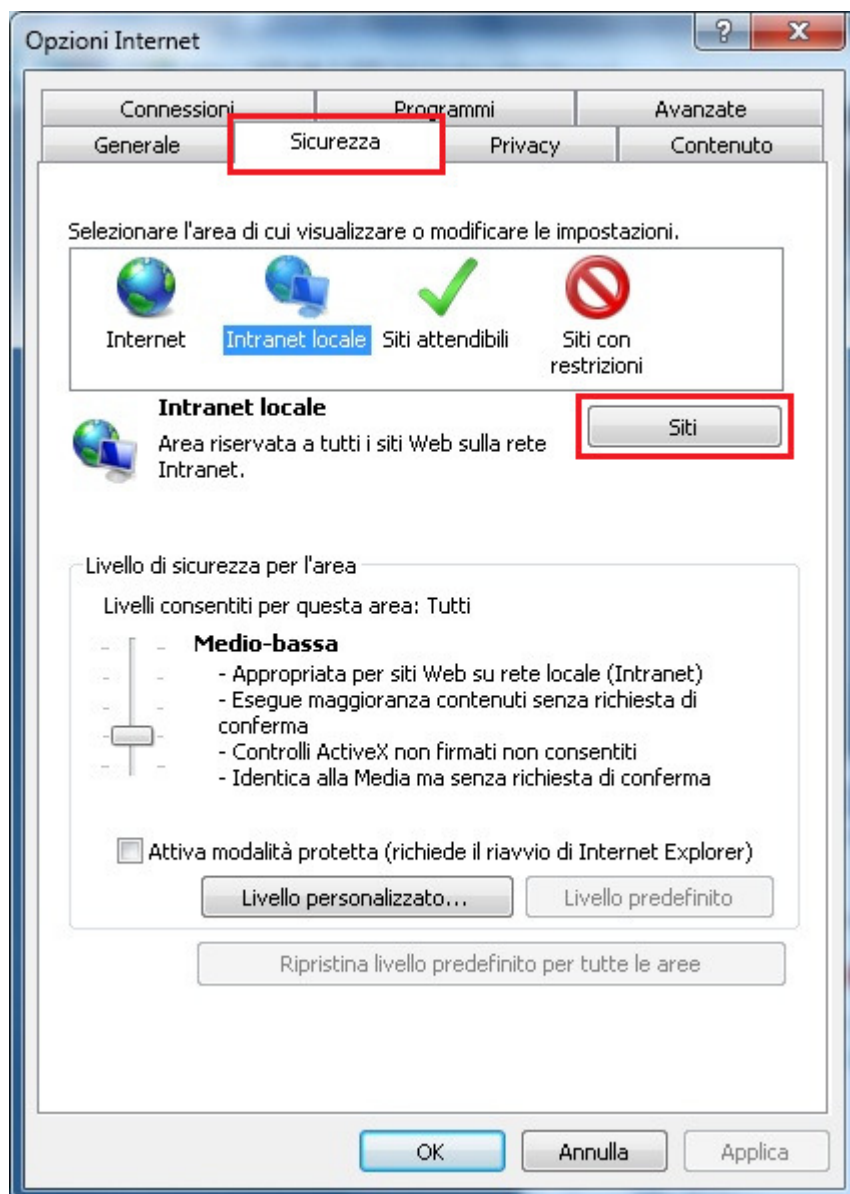 Opzioni Internet
Connessioni Programmi Avanzate
Generale Sicurezza Privacy Contenuto
Selezionare l'area di cui visualizzare o modificare le impostazioni.
Internet Intranet locale Siti attendibili Siti con
restrizioni
Intranet locale
Siti
Area riservata a tutti i siti Web sulla rete
Intranet.
Livello di sicurezza per l'area
Livelli consentiti per questa area: Tutti
Medio-bassa
- Appropriata per siti Web su rete locale (Intranet)
- Esegue maggioranza contenuti senza richiesta di
conferma
- Controlli ActiveX non firmati non consentiti
- Identica alla Media ma senza richiesta di conferma
Attiva modalità protetta (richiede il riavvio di Internet Explorer)
Livello personalizzato... Livello predefinito
Ripristina livello predefinito per tutte le aree
OK Annulla Applica